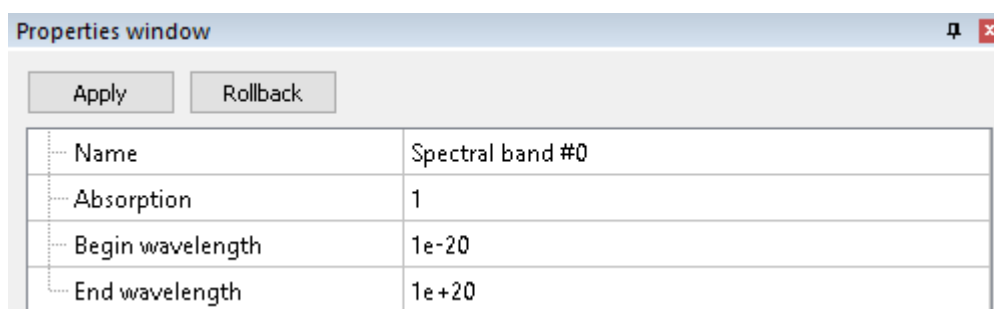 Properties window
Apply Rollback
Name Spectral band #0
Absorption 1
Begin wavelength 1e-20
End wavelength 1e+20